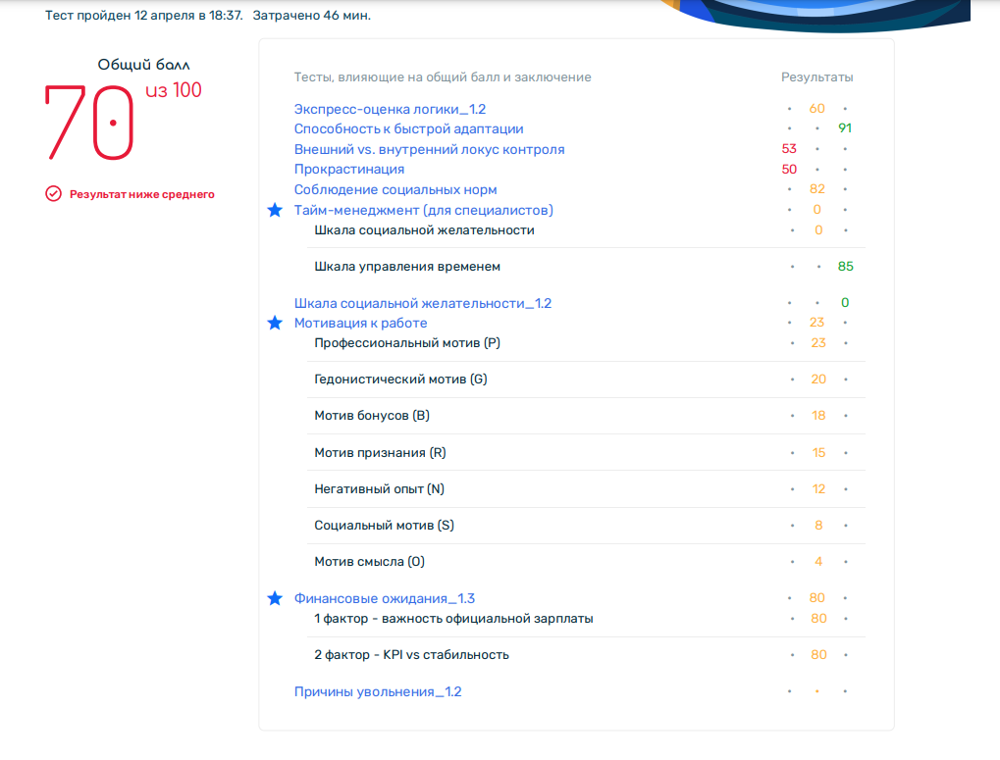 Тест пройден 12 апреля в 18:37. Затрачено 46 мин.
Общий балл
70 из 100
Результат ниже среднего
Тесты, влияющие на общий балл и заключение Результаты
Экспресс-оценка логики_1.2 60
Способность к быстрой адаптации 91
Внешний vs. внутренний локус контроля 53
Прокрастинация 50
Соблюдение социальных норм 82
Тайм-менеджмент (для специалистов) 0
Шкала социальной желательности 0
Шкала управления временем 85
Шкала социальной желательности_1.2 0
Мотивация к работе 23
Профессиональный мотив (P) 23
Гедонистический мотив (G) 20
Мотив бонусов (B) 18
Мотив признания (R) 15
Негативный опыт (N) 12
Социальный мотив (S) 8
Мотив смысла (O) 4
Финансовые ожидания_1.3 80
1 фактор - важность официальной зарплаты 80
2 фактор - KPI vs стабильность 80
Причины увольнения_1.2